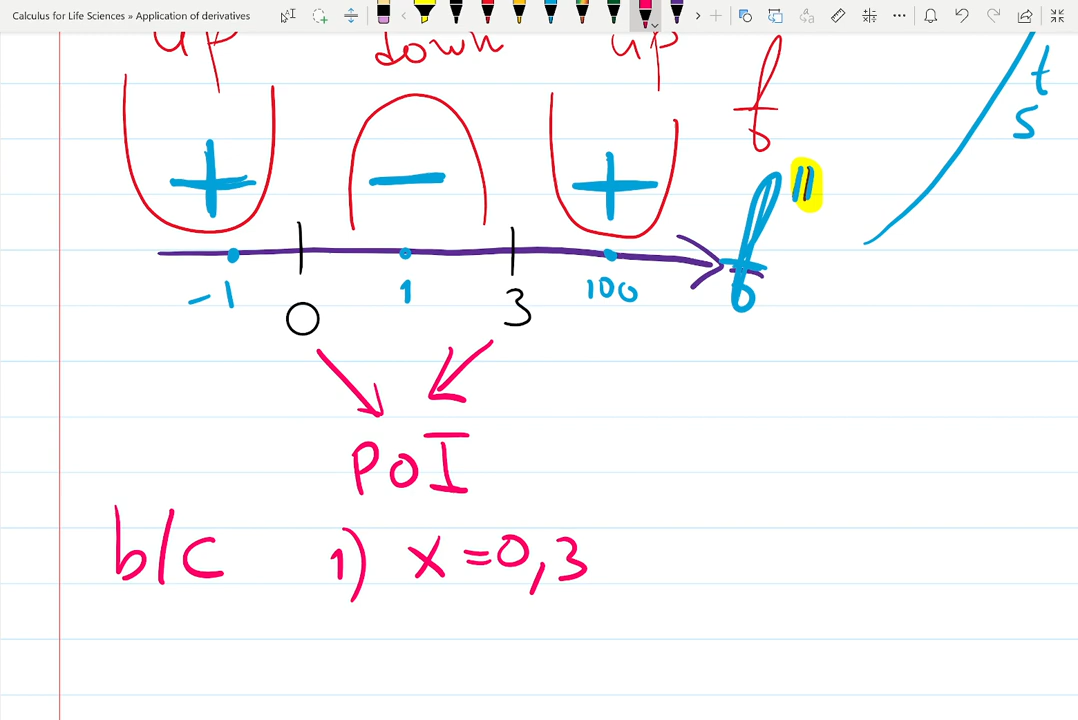 Calculus for Life Sciences » Application of derivatives
up down up
f
t
s
+ − + f"
-1 1 100
0 3
POI
b/c 1) x=0,3